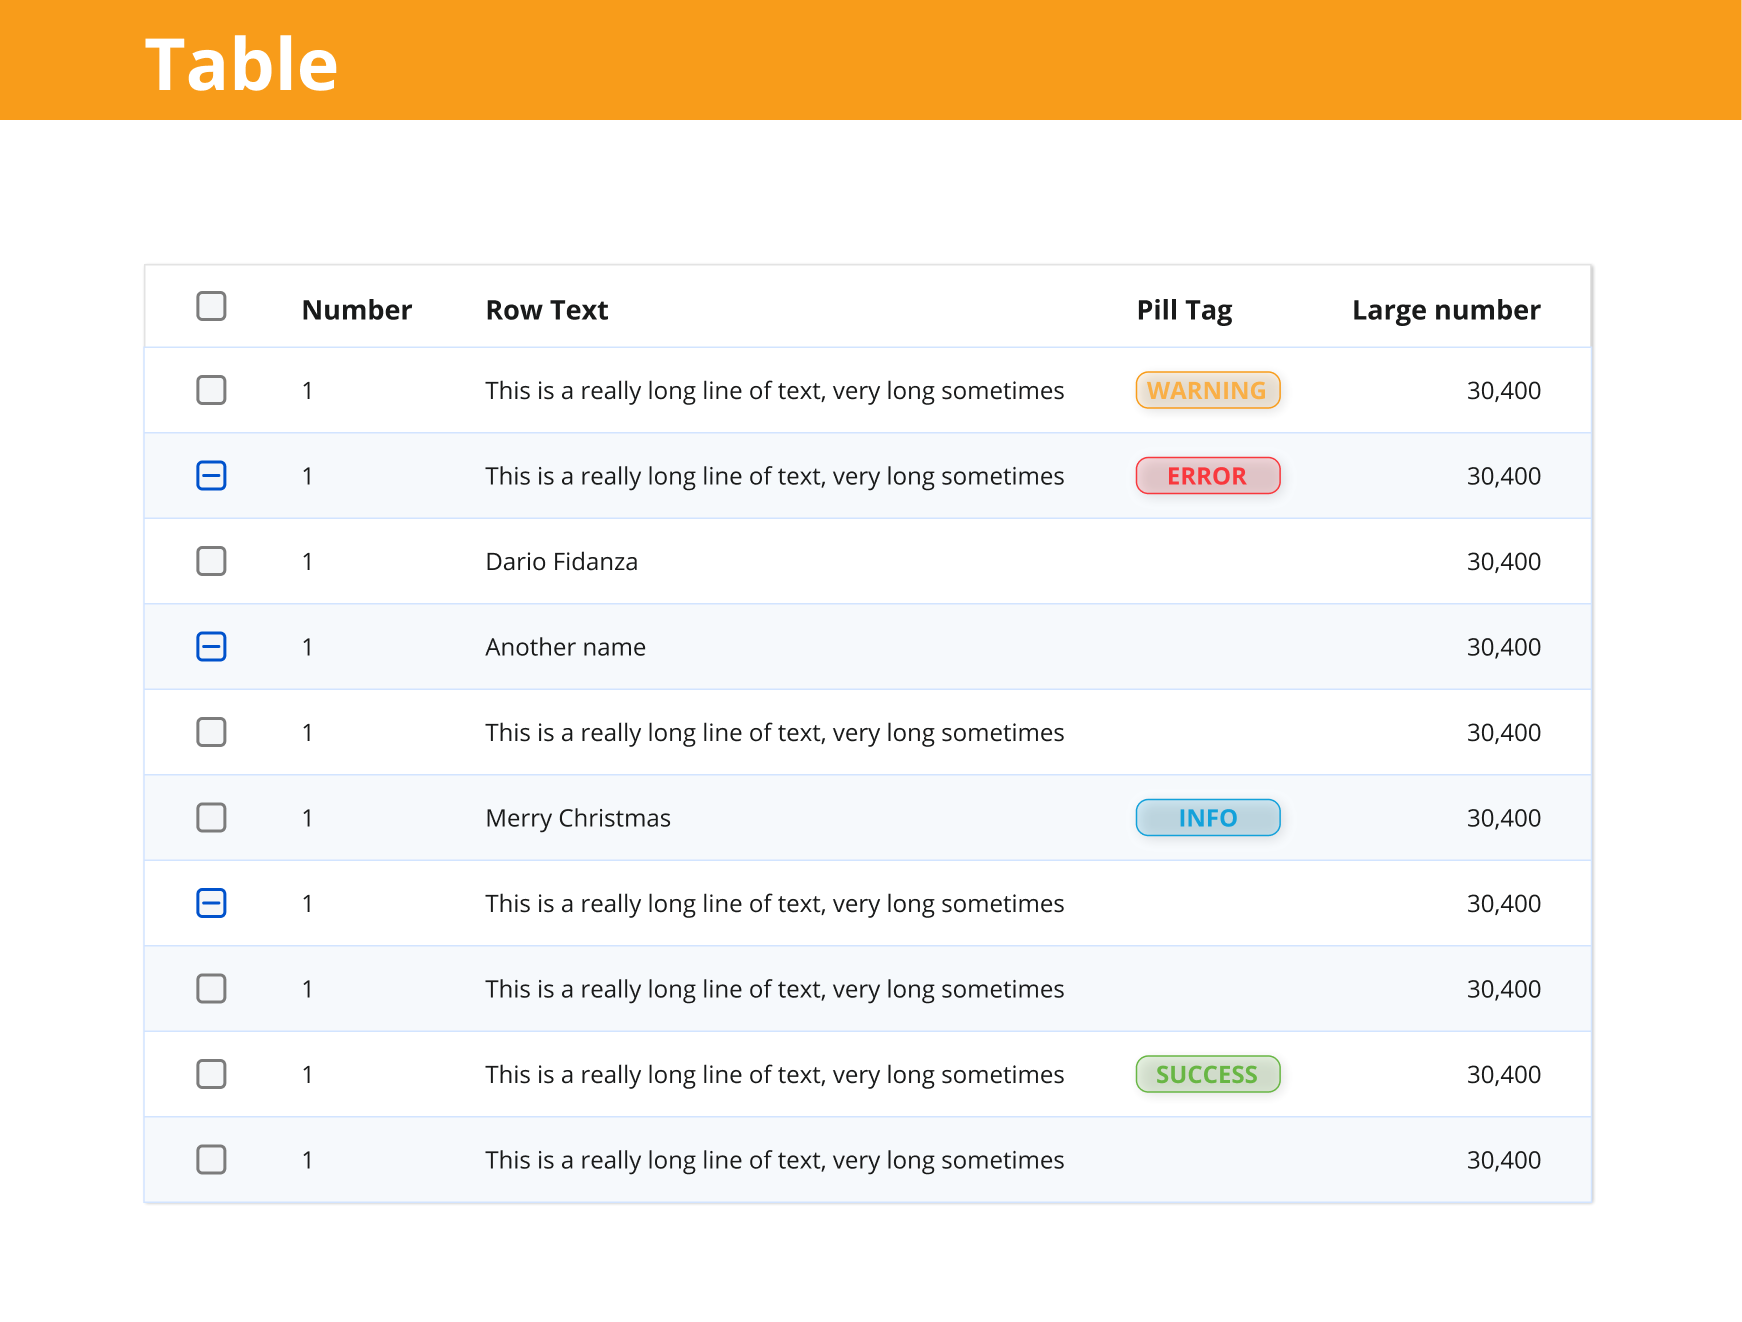 Table
Number Row Text Pill Tag Large number
1 This is a really long line of text, very long sometimes WARNING 30,400
1 This is a really long line of text, very long sometimes ERROR 30,400
1 Dario Fidanza 30,400
1 Another name 30,400
1 This is a really long line of text, very long sometimes 30,400
1 Merry Christmas INFO 30,400
1 This is a really long line of text, very long sometimes 30,400
1 This is a really long line of text, very long sometimes 30,400
1 This is a really long line of text, very long sometimes SUCCESS 30,400
1 This is a really long line of text, very long sometimes 30,400